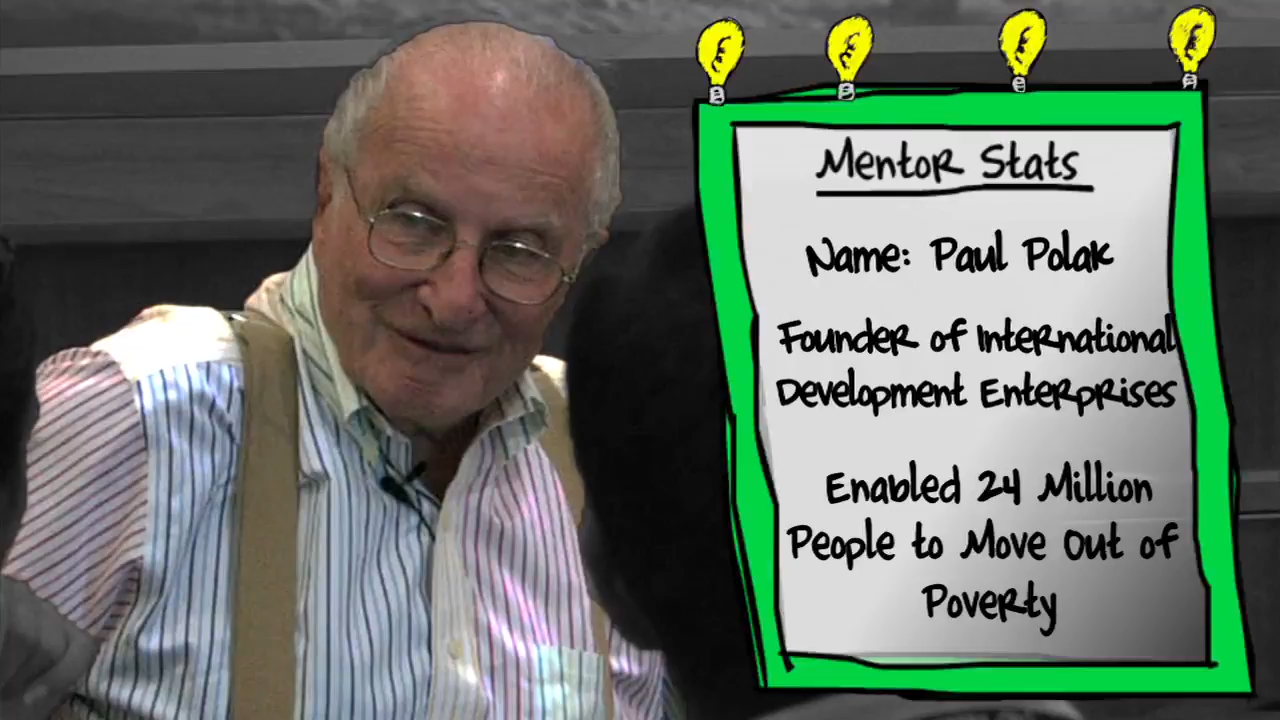 Mentor Stats
Name: Paul Polak
Founder of International
Development Enterprises
Enabled 24 Million
People to Move Out of
Poverty